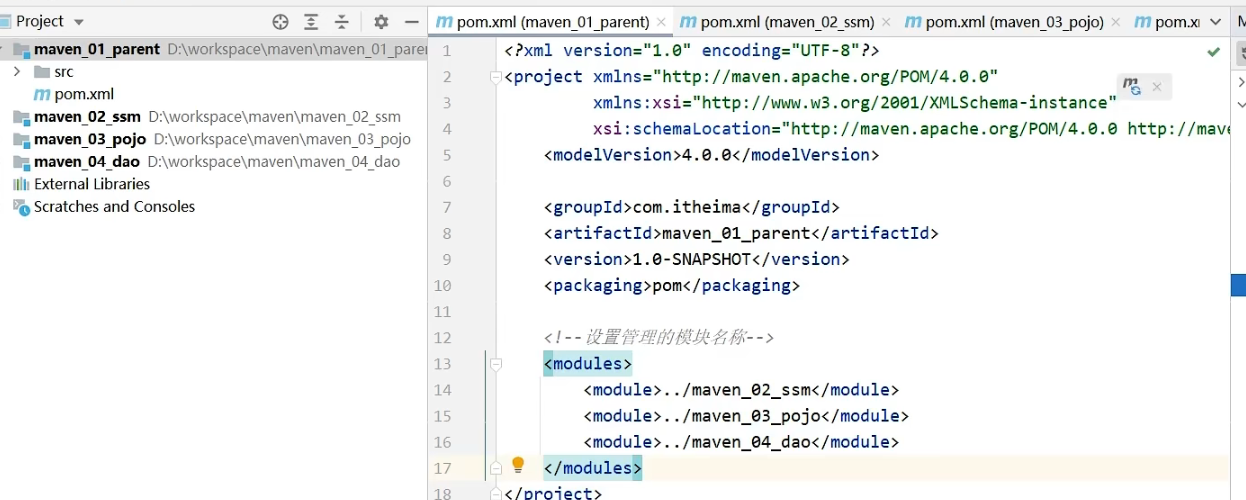 Project
maven_01_parent D:\workspace\maven\maven_01_parer
src
pom.xml
maven_02_ssm D:\workspace\maven\maven_02_ssm
maven_03_pojo D:\workspace\maven\maven_03_pojo
maven_04_dao D:\workspace\maven\maven_04_dao
External Libraries
Scratches and Consoles
pom.xml (maven_01_parent) pom.xml (maven_02_ssm) pom.xml (maven_03_pojo) pom.x
1 <?xml version="1.0" encoding="UTF-8"?>
2 <project xmlns="http://maven.apache.org/POM/4.0.0"
3 xmlns:xsi="http://www.w3.org/2001/XMLSchema-instance"
4 xsi:schemaLocation="http://maven.apache.org/POM/4.0.0 http://mave
5 <modelVersion>4.0.0</modelVersion>
6
7 <groupId>com.itheima</groupId>
8 <artifactId>maven_01_parent</artifactId>
9 <version>1.0-SNAPSHOT</version>
10 <packaging>pom</packaging>
11
12 <!--设置管理的模块名称-->
13 <modules>
14 <module>../maven_02_ssm</module>
15 <module>../maven_03_pojo</module>
16 <module>../maven_04_dao</module>
17 </modules>
18 </project>